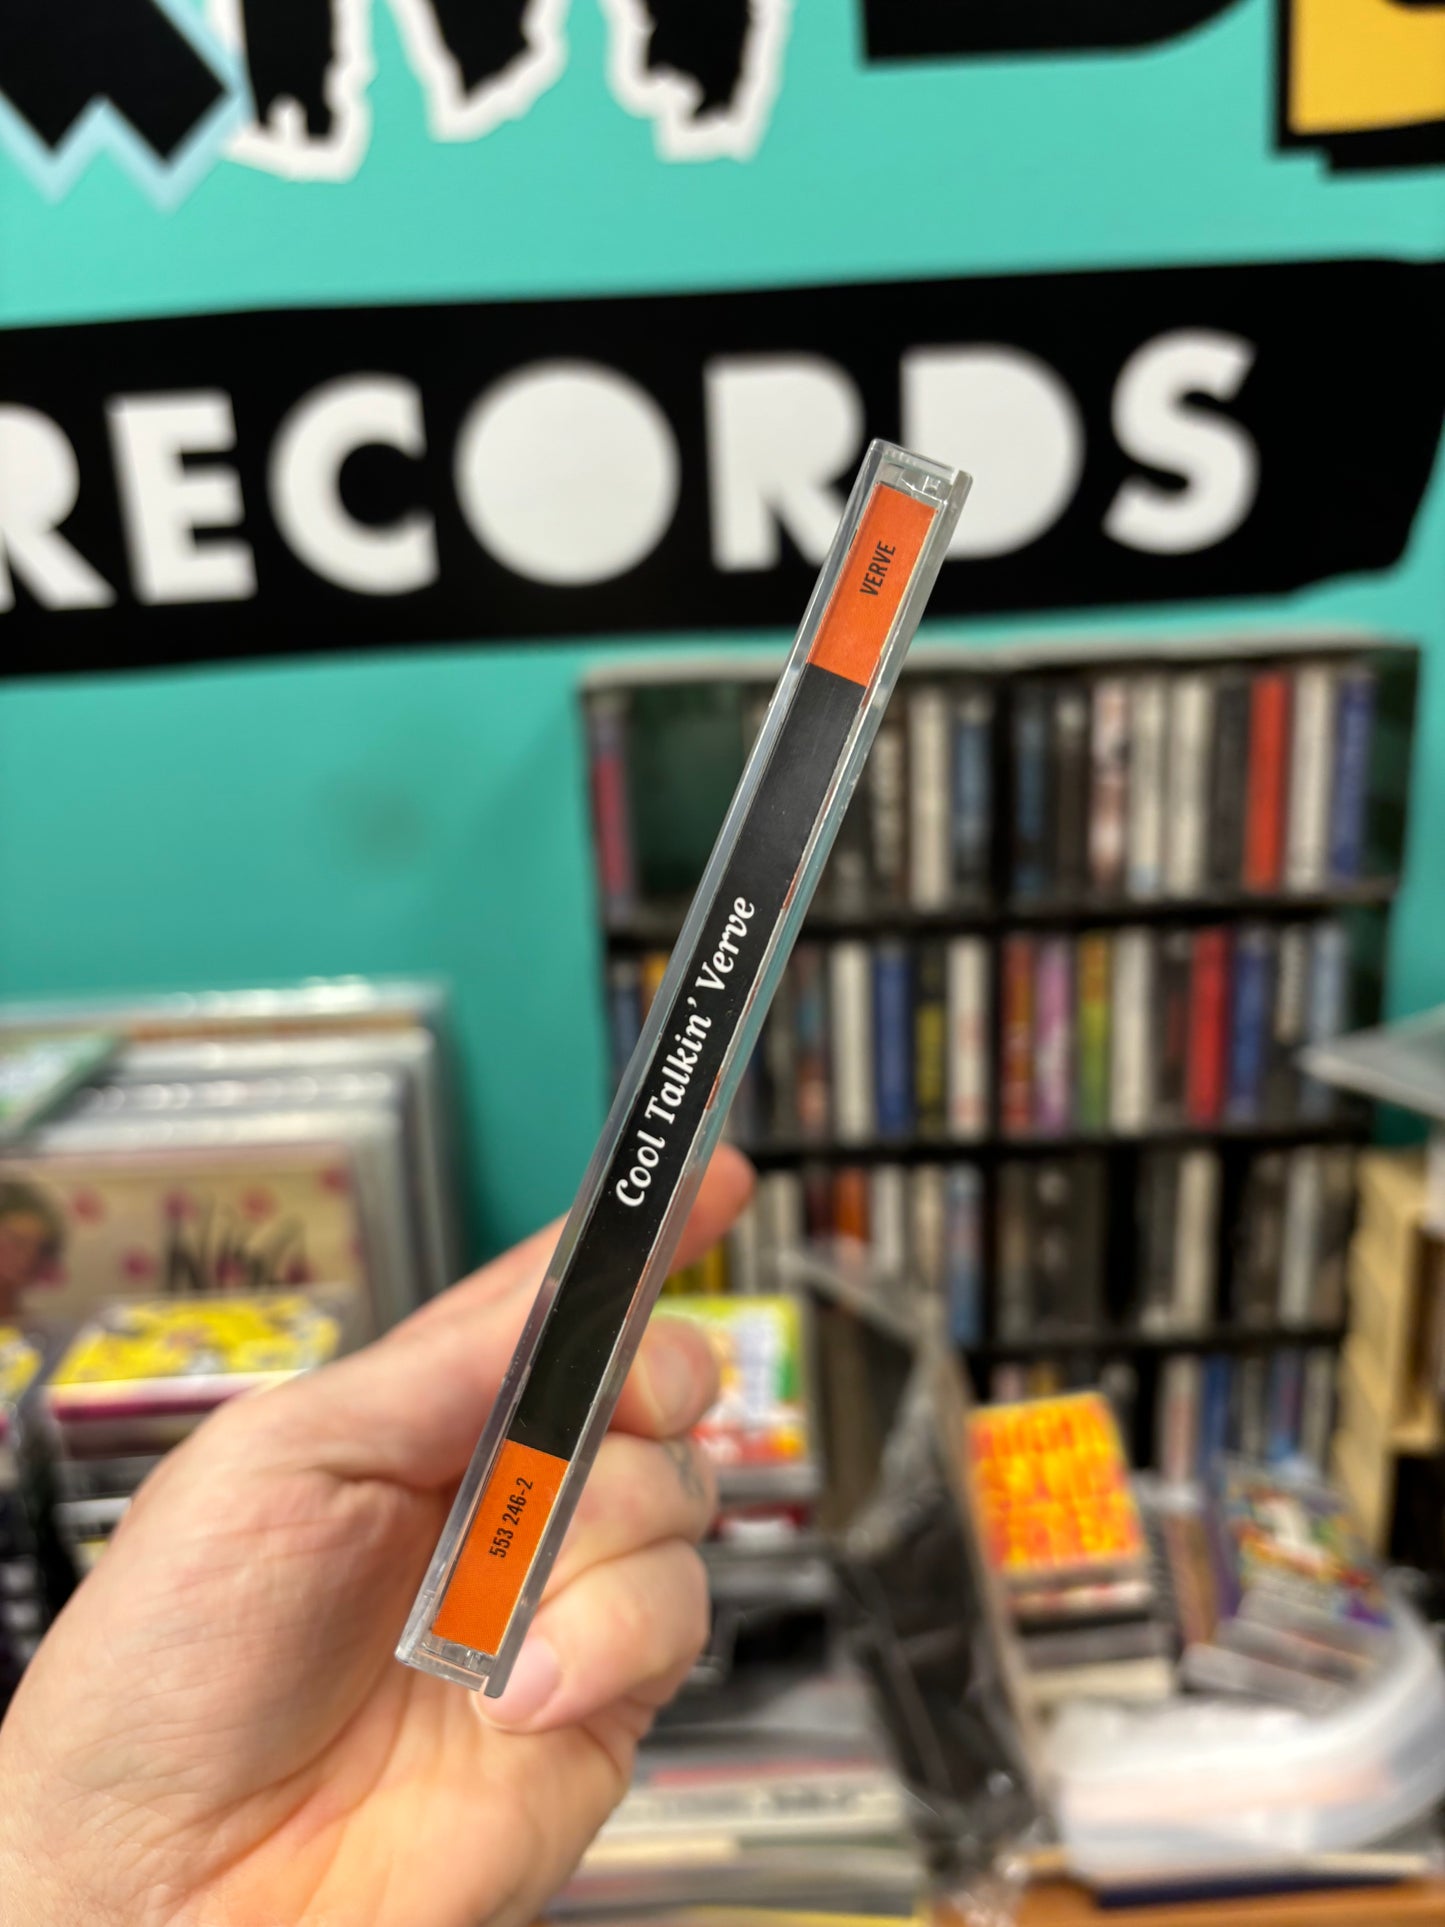 RECORDS
VERVE
Cool Talkin' Verve
553 246-2